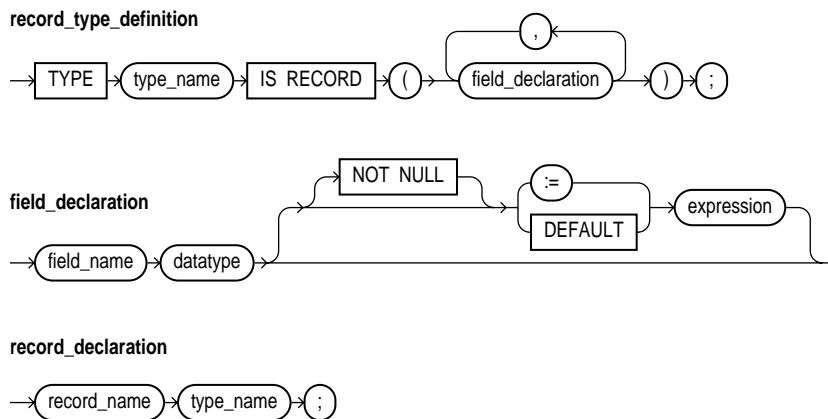 record_type_definition
,
TYPE type_name IS RECORD ( field_declaration ) ;
NOT NULL :=
field_declaration
DEFAULT expression
field_name datatype
record_declaration
record_name type_name ;